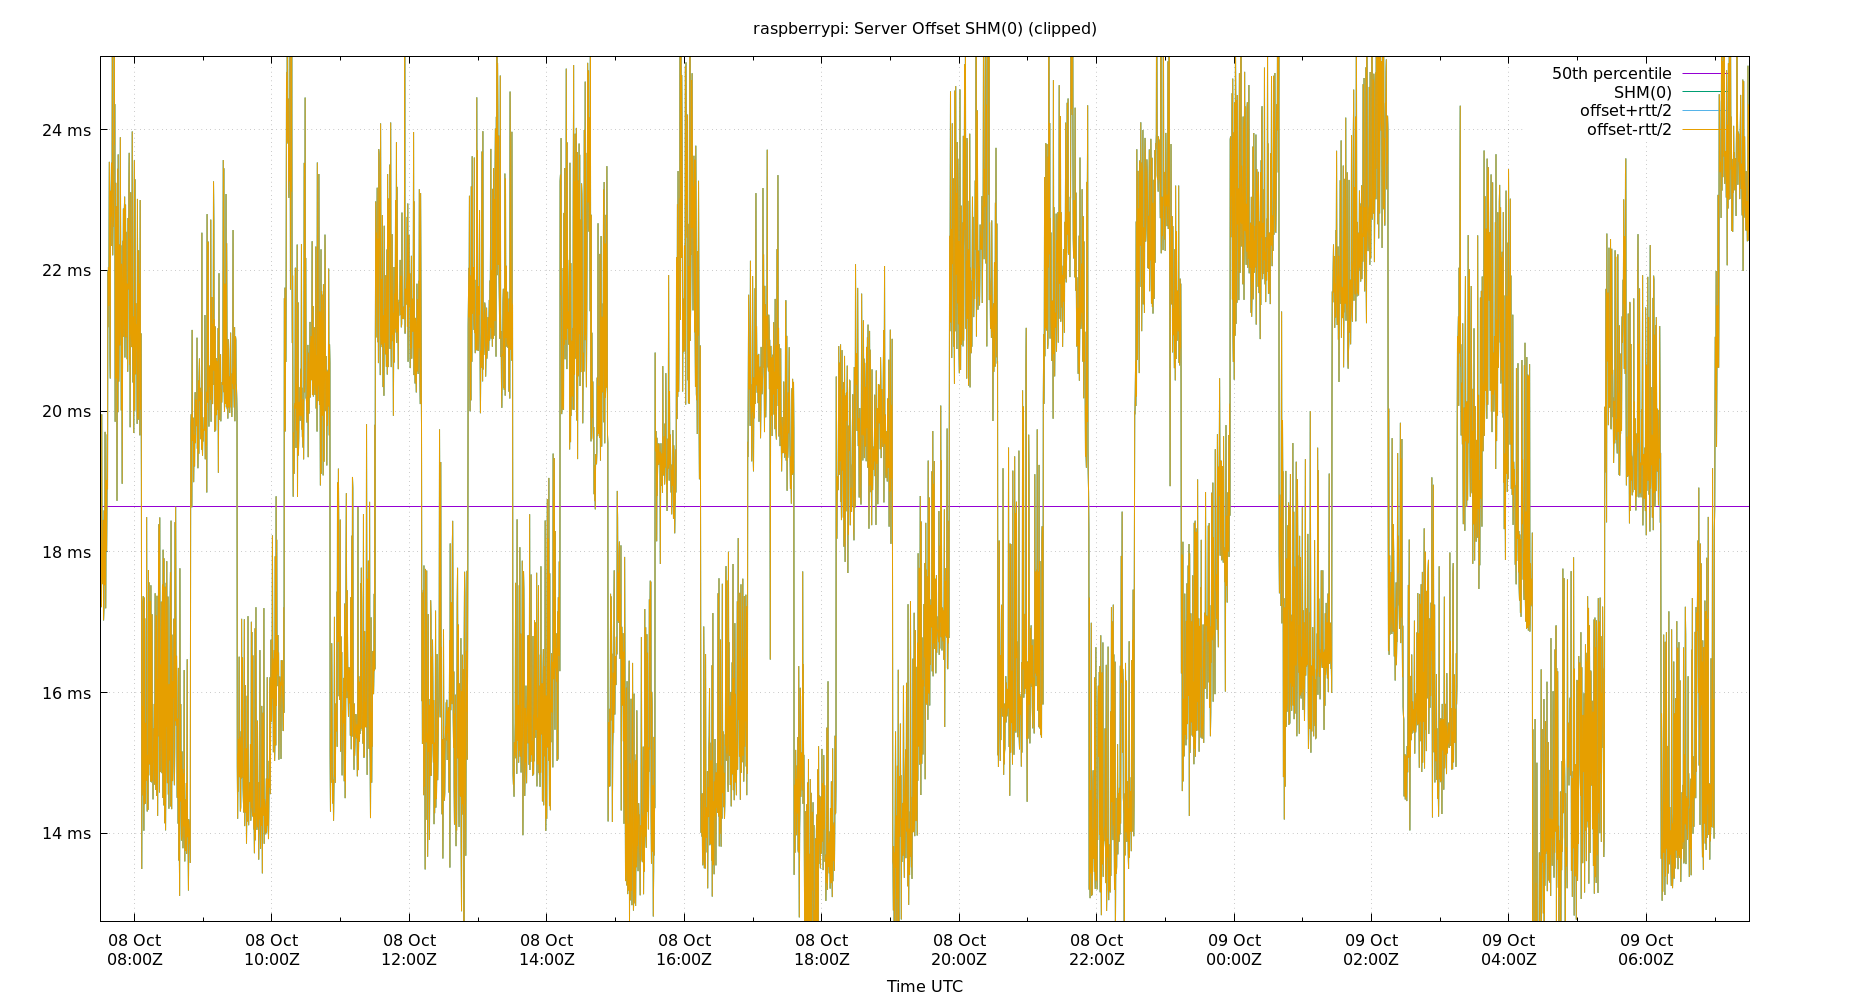 raspberrypi: Server Offset SHM(0) (clipped)
50th percentile
SHM(0)
offset+rtt/2
offset-rtt/2
24 ms
22 ms
20 ms
18 ms
16 ms
14 ms
08 Oct 08 Oct 08 Oct 08 Oct 08 Oct 08 Oct 08 Oct 08 Oct 09 Oct 09 Oct 09 Oct 09 Oct
08:00Z 10:00Z 12:00Z 14:00Z 16:00Z 18:00Z 20:00Z 22:00Z 00:00Z 02:00Z 04:00Z 06:00Z
Time UTC